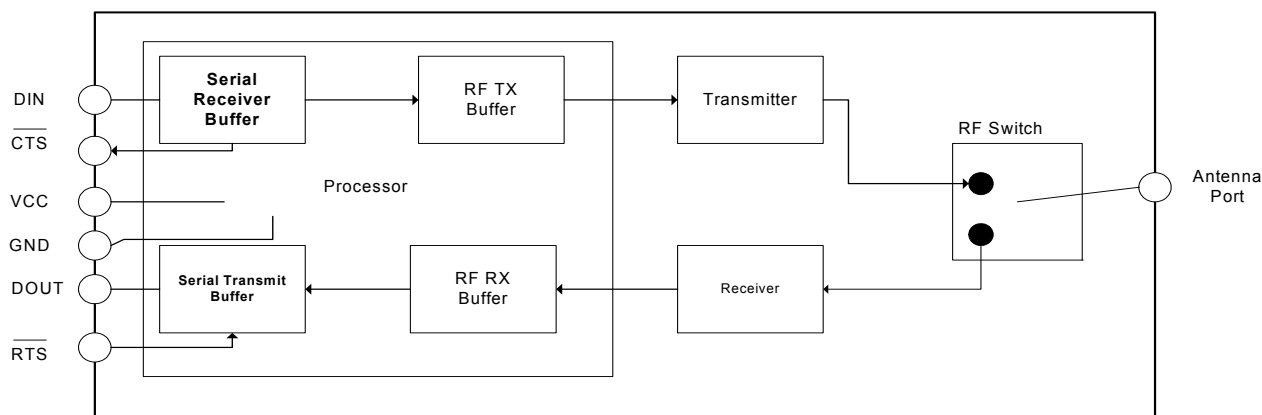 DIN
CTS
VCC
GND
DOUT
RTS
Serial
Receiver
Buffer
RF TX
Buffer
Transmitter
RF Switch
Antenna
Port
Processor
Serial Transmit
Buffer
RF RX
Buffer
Receiver